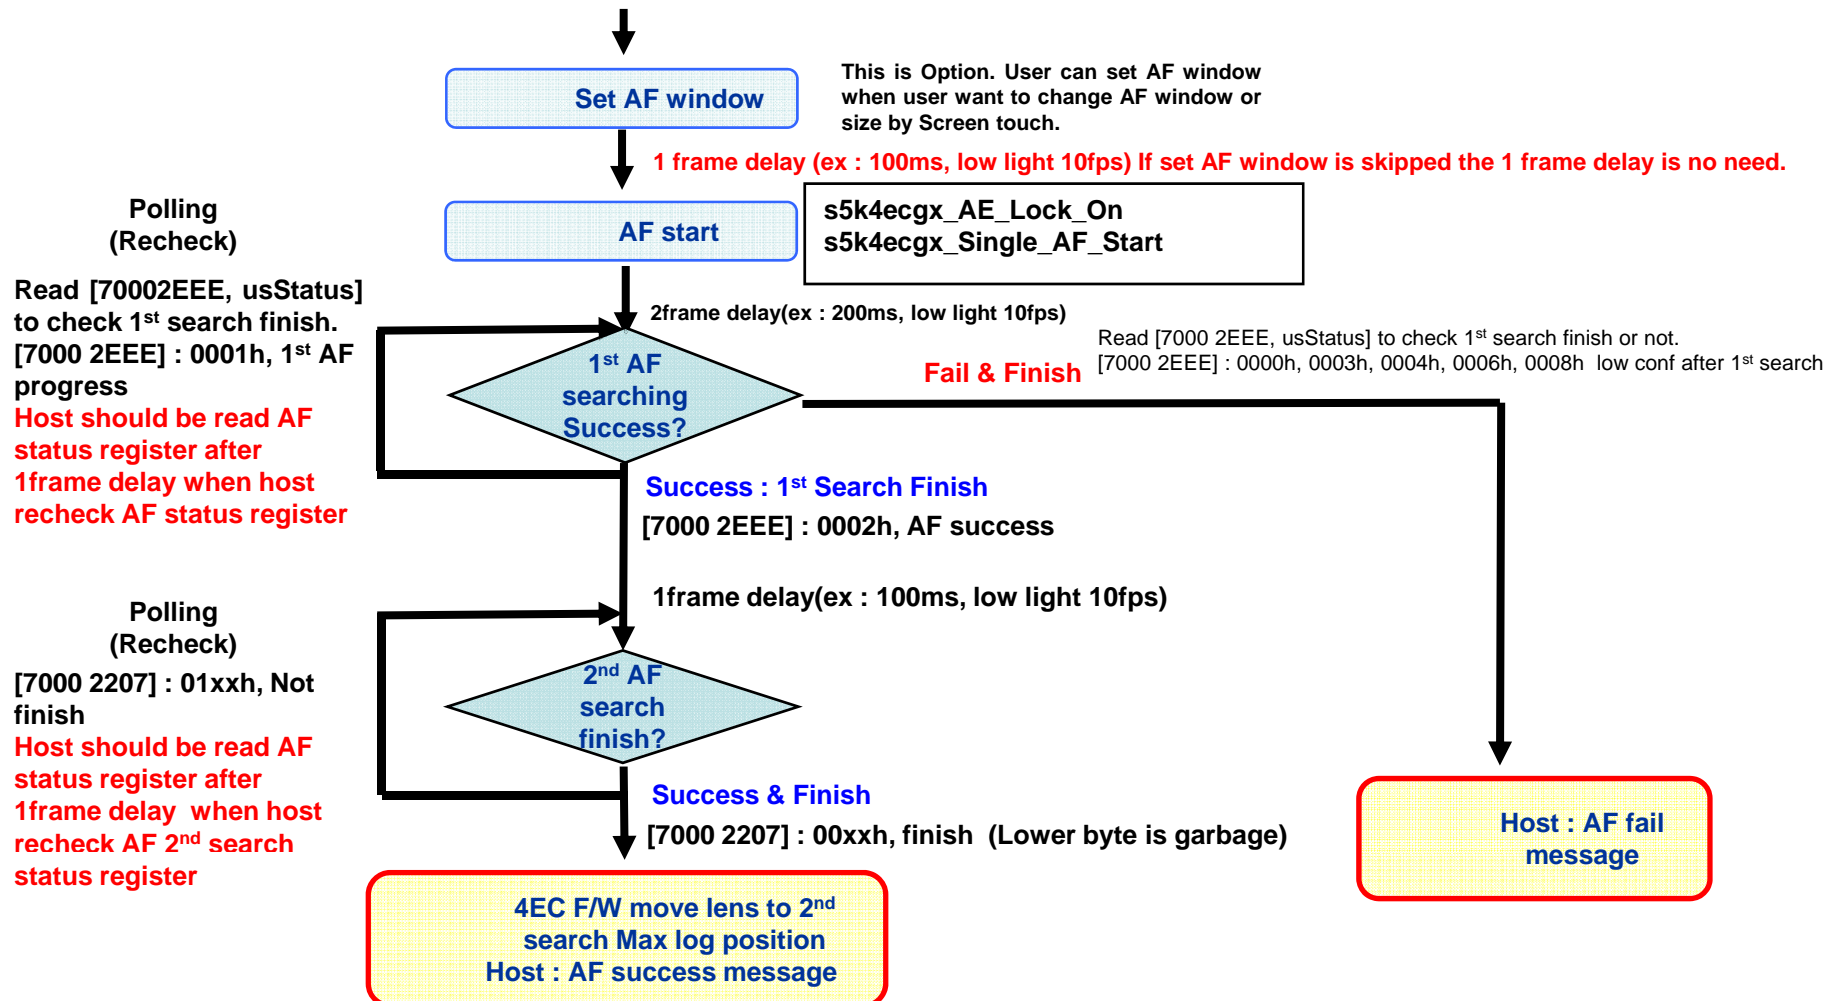 Set AF window
This is Option. User can set AF window
when user want to change AF window or
size by Screen touch.
1 frame delay (ex : 100ms, low light 10fps) If set AF window is skipped the 1 frame delay is no need.
Polling
(Recheck)
AF start
s5k4ecgx_AE_Lock_On
s5k4ecgx_Single_AF_Start
Read [70002EEE, usStatus]
to check 1st search finish.
[7000 2EEE] : 0001h, 1st AF
progress
Host should be read AF
status register after
1frame delay when host
recheck AF status register
2frame delay(ex : 200ms, low light 10fps)
1st AF
searching
Success?
Fail & Finish
Read [7000 2EEE, usStatus] to check 1st search finish or not.
[7000 2EEE] : 0000h, 0003h, 0004h, 0006h, 0008h  low conf after 1st search
Success : 1st Search Finish
[7000 2EEE] : 0002h, AF success
1frame delay(ex : 100ms, low light 10fps)
Polling
(Recheck)
[7000 2207] : 01xxh, Not
finish
Host should be read AF
status register after
1frame delay  when host
recheck AF 2nd search
status register
2nd AF
search
finish?
Success & Finish
[7000 2207] : 00xxh, finish  (Lower byte is garbage)
4EC F/W move lens to 2nd
search Max log position
Host : AF success message
Host : AF fail
message